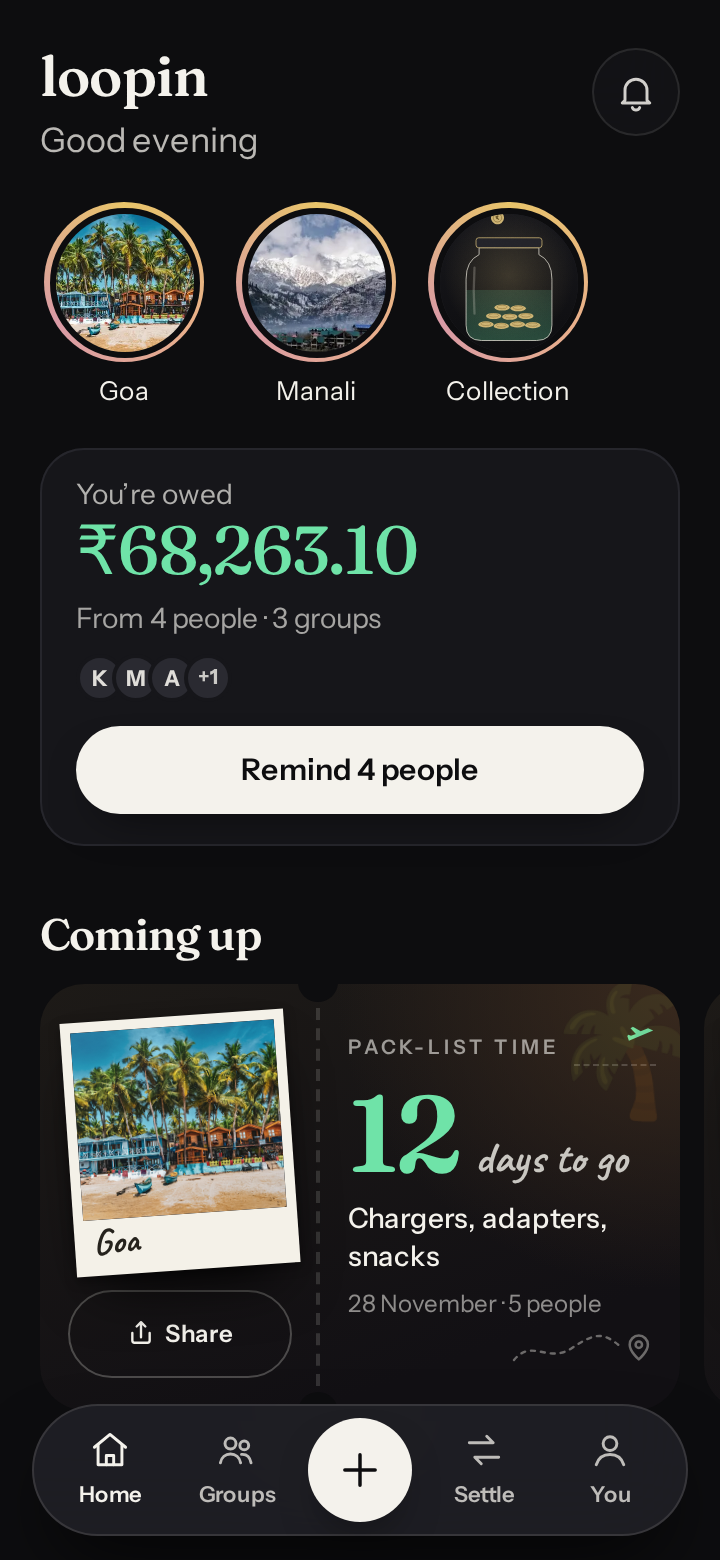 loopin
Good evening
Goa
Manali
Collection
You’re owed
₹68,263.10
From 4 people · 3 groups
K M A +1
Remind 4 people
Coming up
PACK-LIST TIME
12 days to go
Chargers, adapters,
snacks
28 November · 5 people
Goa
Share
Home
Groups
Settle
You